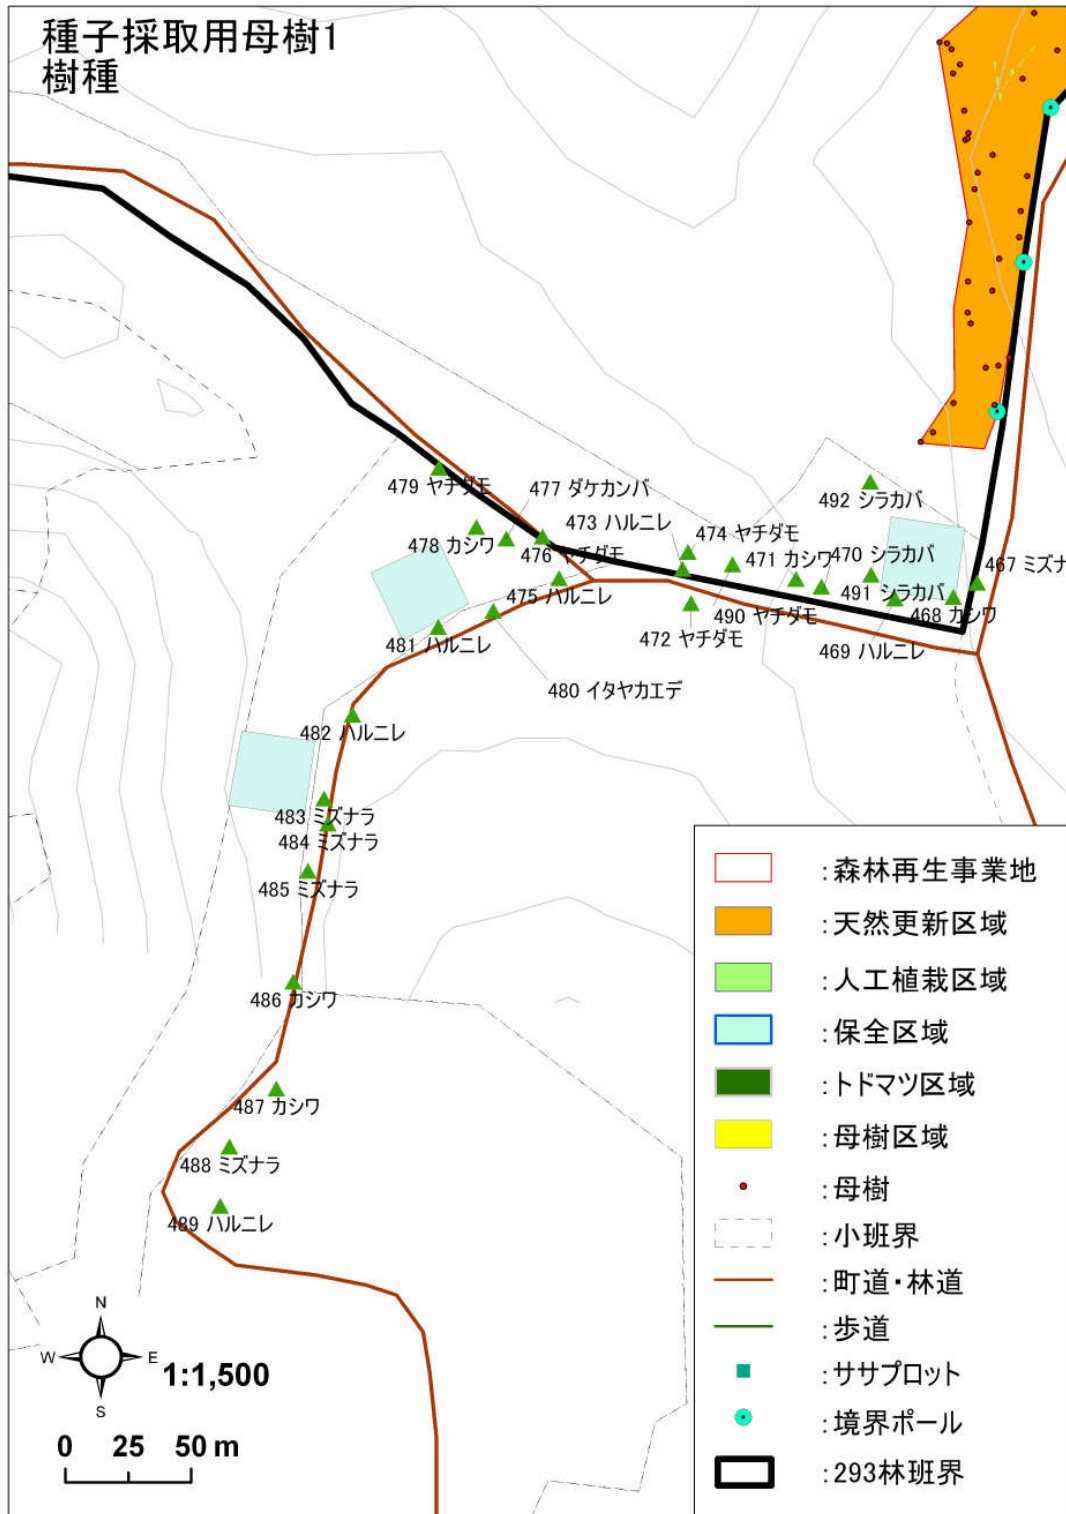 種子採取用母樹1
樹種
479 ヤチダモ
477 ダケカンバ
492 シラカバ
473 ハルニレ
474 ヤチダモ
478 カシワ
476 ヤチダモ
471 カシワ
470 シラカバ
467 ミズナ
475 ハルニレ
491 シラカバ
468 カシワ
472 ヤチダモ
490 ヤチダモ
481 ハルニレ
469 ハルニレ
480 イタヤカエデ
482 ハルニレ
483 ミズナラ
484 ミズナラ
485 ミズナラ
486 カシワ
487 カシワ
488 ミズナラ
489 ハルニレ
:森林再生事業地
:天然更新区域
:人工植栽区域
:保全区域
:トドマツ区域
:母樹区域
:母樹
:小班界
:町道・林道
:歩道
:ササプロット
:境界ポール
:293林班界
N
W E
S
1:1,500
0 25 50 m